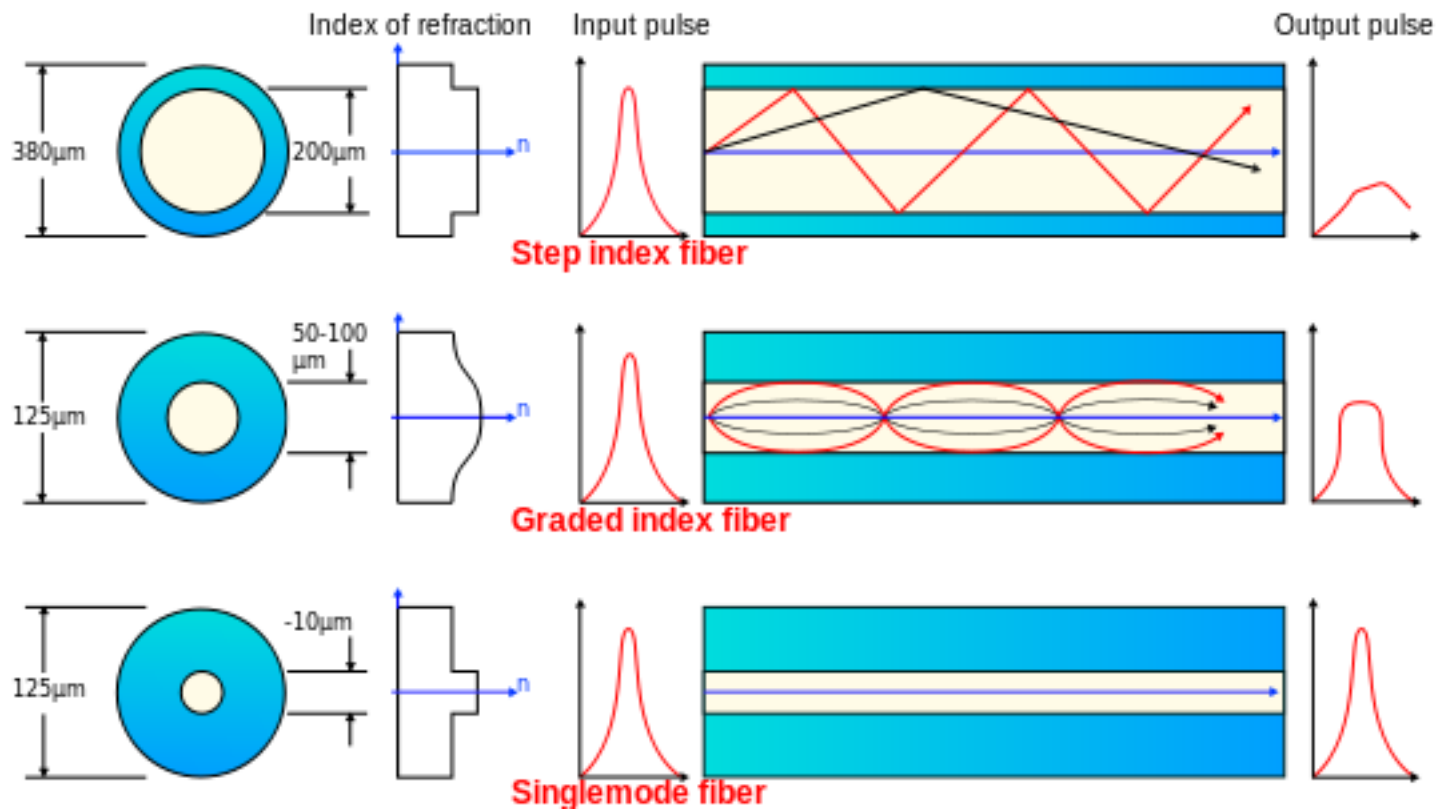 Index of refraction Input pulse Output pulse
380µm 200µm n
Step index fiber
50-100
µm
125µm n
Graded index fiber
-10µm
125µm n
Singlemode fiber